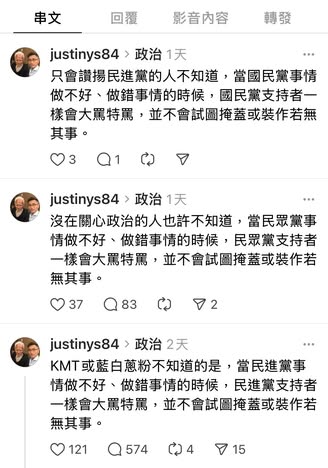 串文 回覆 影音內容 轉發
justinys84 > 政治 1天
只會讚揚民進黨的人不知道,當國民黨事情
做不好、做錯事情的時候,國民黨支持者一
樣會大罵特罵,並不會試圖掩蓋或裝作若無
其事。
3 1
justinys84 > 政治 1天
沒在關心政治的人也許不知道,當民眾黨事
情做不好、做錯事情的時候,民眾黨支持者
一樣會大罵特罵,並不會試圖掩蓋或裝作若
無其事。
37 83 2
justinys84 > 政治 2天
KMT或藍白蔥粉不知道的是,當民進黨事
情做不好、做錯事情的時候,民進黨支持者
一樣會大罵特罵,並不會試圖掩蓋或裝作若
無其事。
121 574 4 15